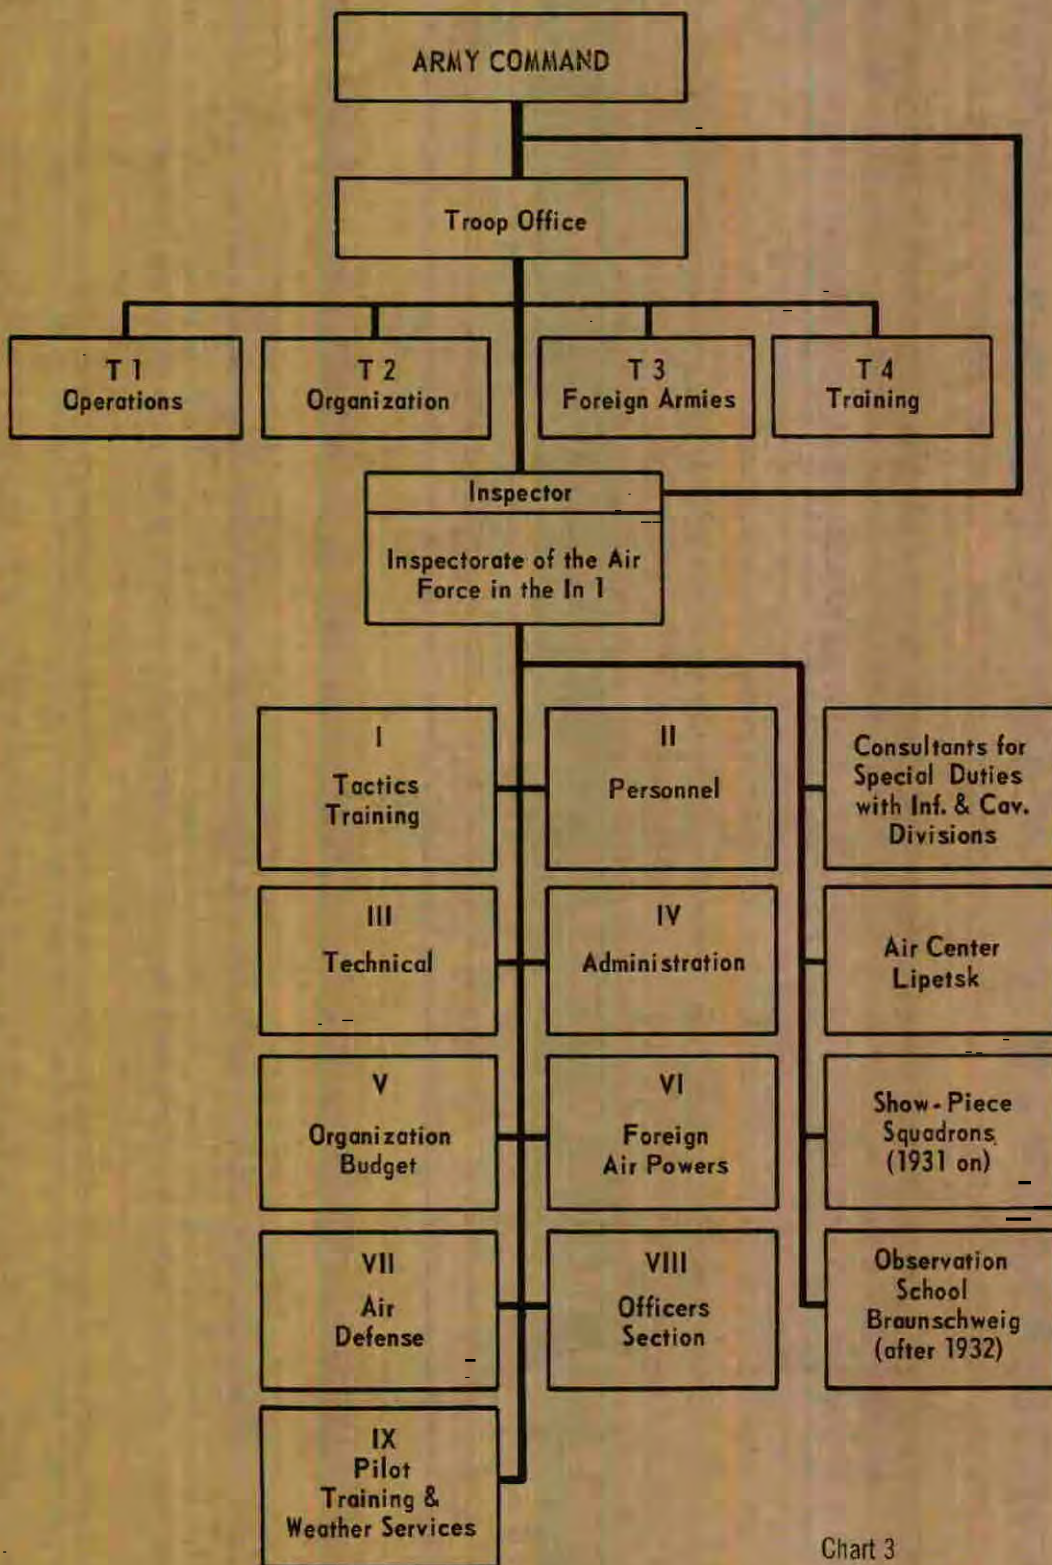 ARMY COMMAND
Troop Office
T 1
Operations
T 2
Organization
T 3
Foreign Armies
T 4
Training
Inspector
Inspectorate of the Air
Force in the In 1
I
Tactics
Training
II
Personnel
Consultants for
Special Duties
with Inf. & Cav.
Divisions
III
Technical
IV
Administration
Air Center
Lipetsk
V
Organization
Budget
VI
Foreign
Air Powers
Show-Piece
Squadrons
(1931 on)
VII
Air
Defense
VIII
Officers
Section
Observation
School
Braunschweig
(after 1932)
IX
Pilot
Training &
Weather Services
Chart 3